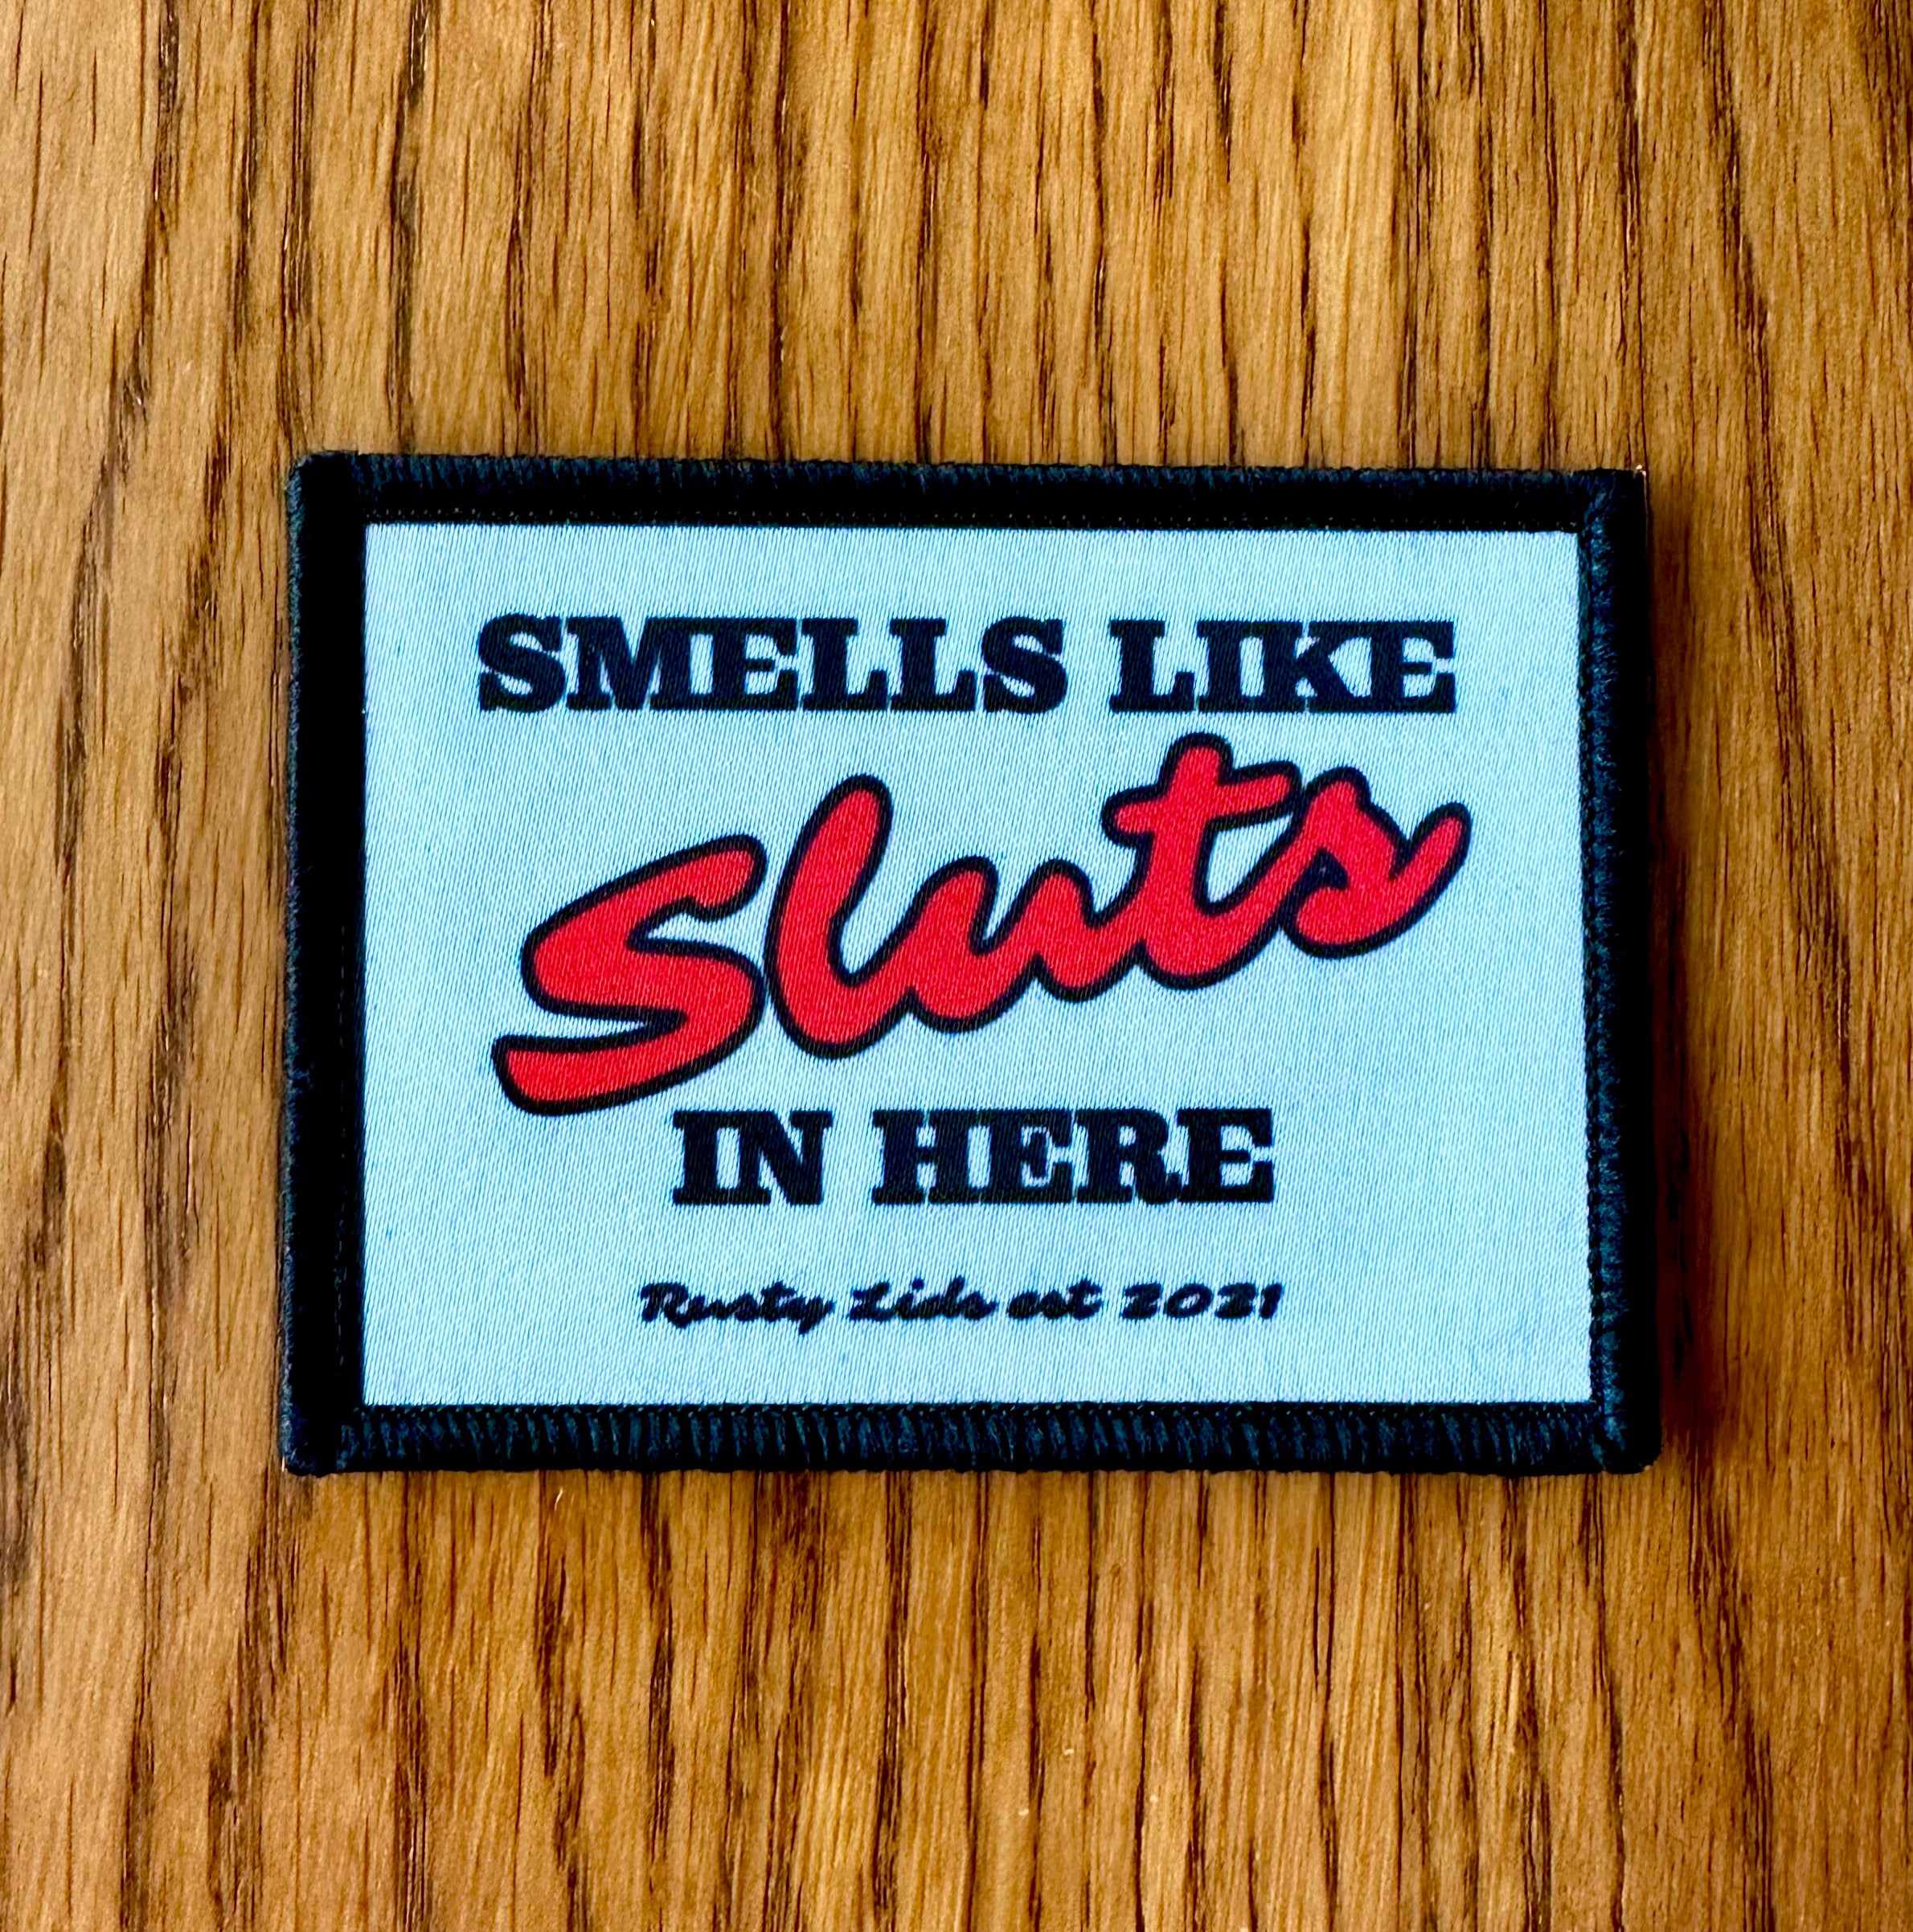 SMELLS LIKE
Sluts
IN HERE
Rusty Lids est 2021